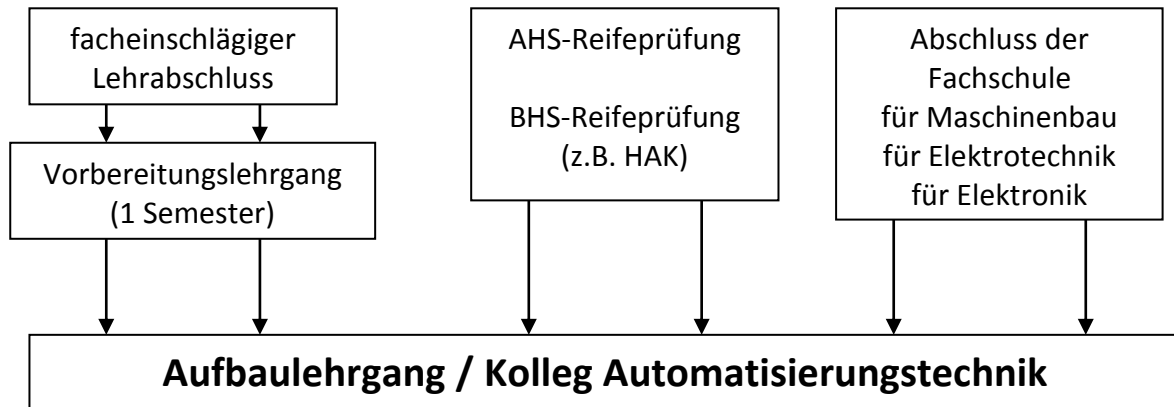 facheinschlägiger
Lehrabschluss
Vorbereitungslehrgang
(1 Semester)
AHS-Reifeprüfung
BHS-Reifeprüfung
(z.B. HAK)
Abschluss der
Fachschule
für Maschinenbau
für Elektrotechnik
für Elektronik
Aufbaulehrgang / Kolleg Automatisierungstechnik